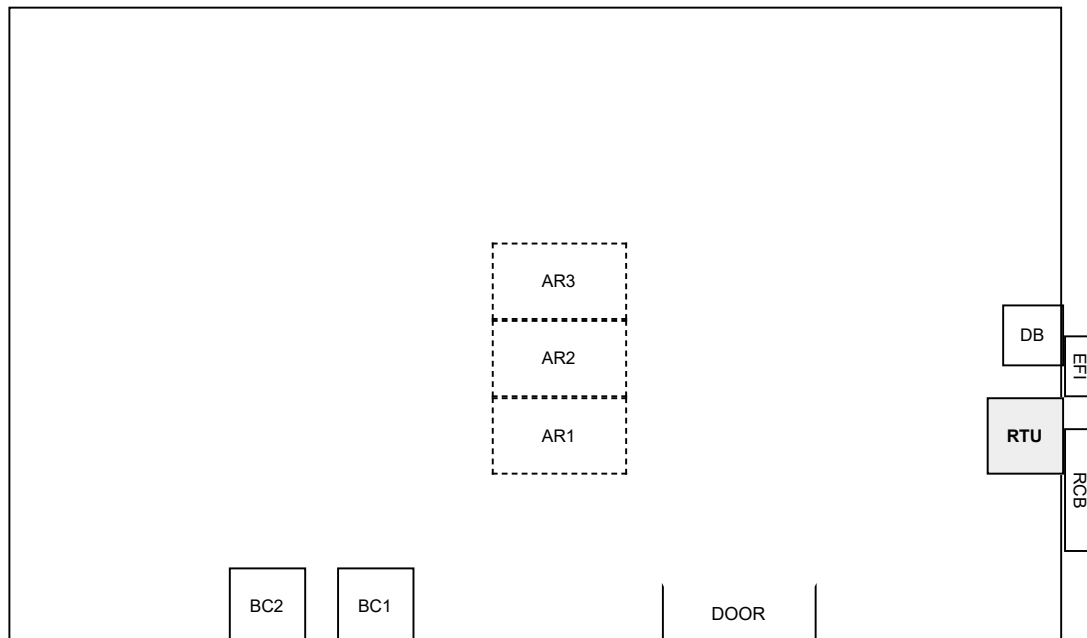 AR3
DB
EFI
AR2
AR1
RTU
RCB
BC2
BC1
DOOR